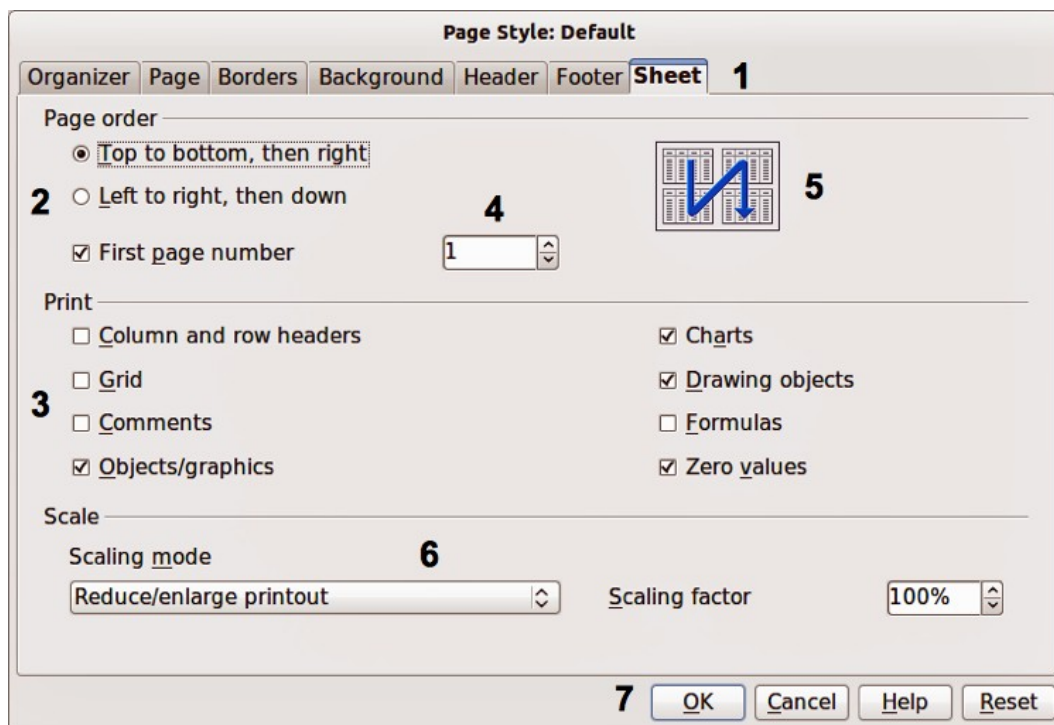 Page Style: Default
Organizer Page Borders Background Header Footer Sheet 1
Page order
Top to bottom, then right
2 Left to right, then down 4 5
First page number 1
Print
Column and row headers Charts
Grid Drawing objects
3
Comments Formulas
Objects/graphics Zero values
Scale
Scaling mode 6
Reduce/enlarge printout Scaling factor 100%
7 OK Cancel Help Reset